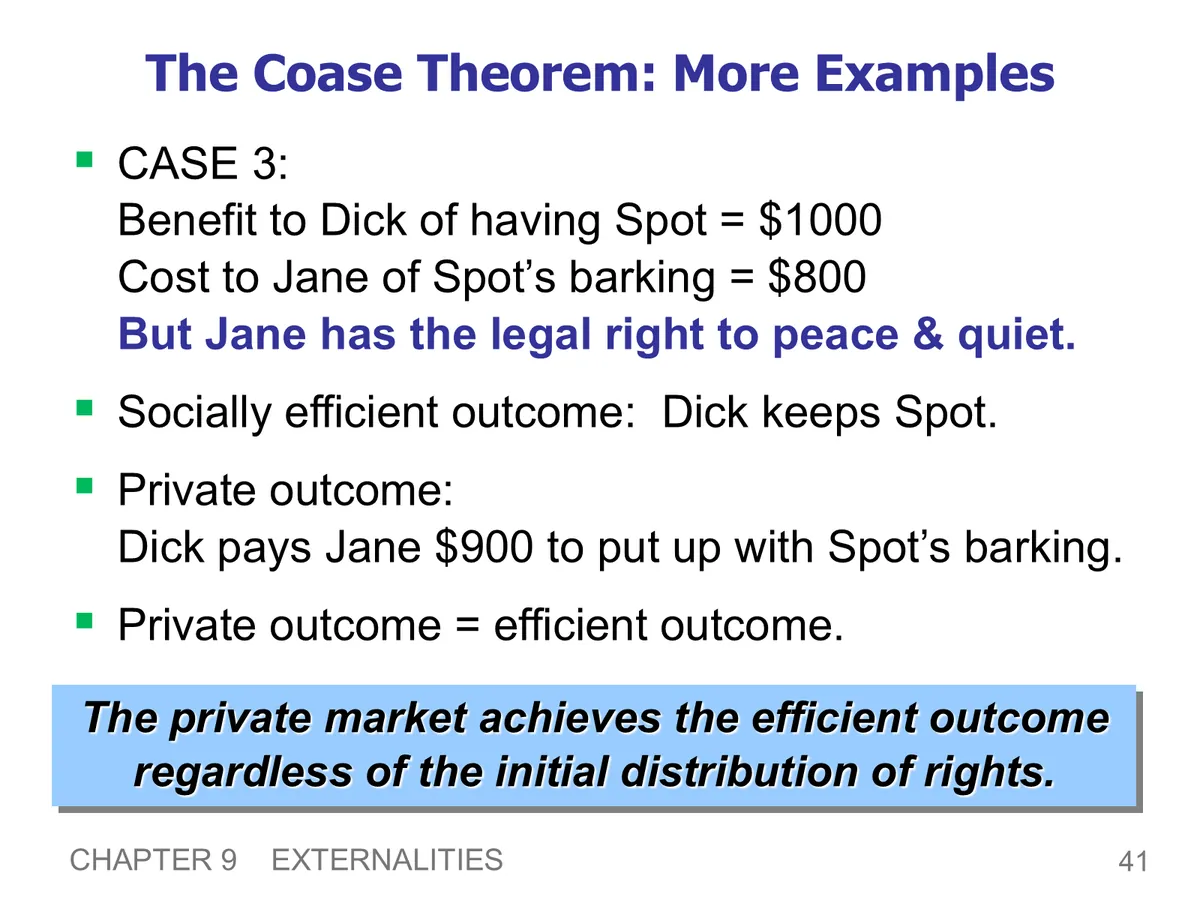 The Coase Theorem: More Examples
CASE 3:
Benefit to Dick of having Spot = $1000
Cost to Jane of Spot’s barking = $800
But Jane has the legal right to peace & quiet.
Socially efficient outcome:  Dick keeps Spot.
Private outcome:
Dick pays Jane $900 to put up with Spot’s barking.
Private outcome = efficient outcome.
The private market achieves the efficient outcome
regardless of the initial distribution of rights.
CHAPTER 9    EXTERNALITIES
41